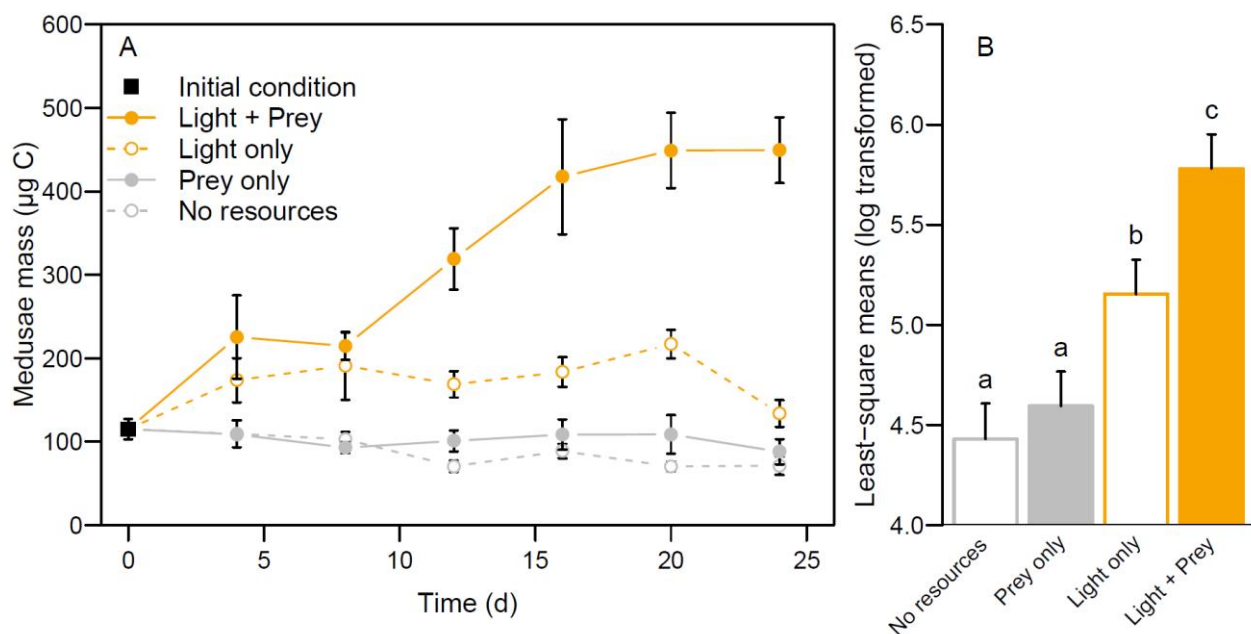 A
Initial condition
Light + Prey
Light only
Prey only
No resources
Medusae mass (µg C)
600
500
400
300
200
100
0
0 5 10 15 20 25
Time (d)
B
Least−square means (log transformed)
6.5
6.0
5.5
5.0
4.5
4.0
a
a
b
c
No resources
Prey only
Light only
Light + Prey